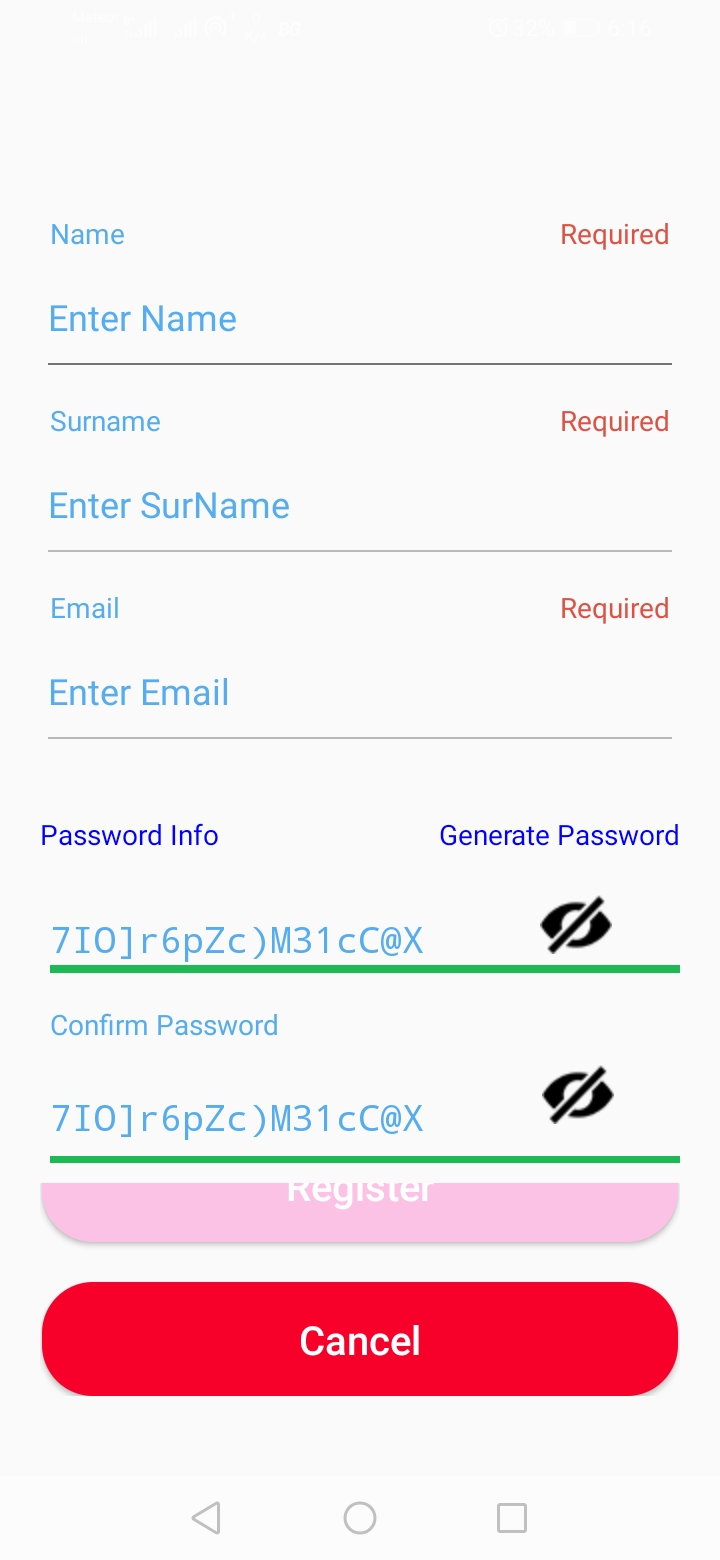 Name Required
Enter Name
Surname Required
Enter SurName
Email Required
Enter Email
Password Info Generate Password
7IO]r6pZc)M31cC@X
Confirm Password
7IO]r6pZc)M31cC@X
Register
Cancel